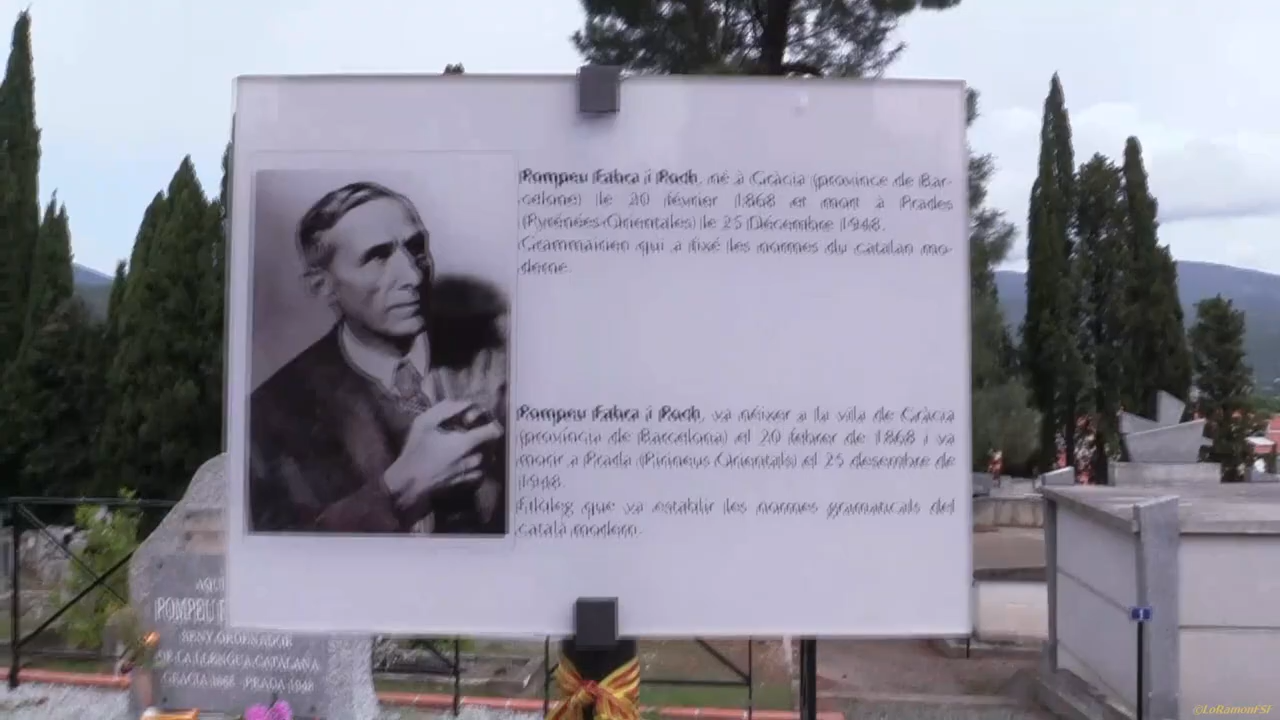 Pompeu Fabra i Poch, né à Gràcia (province de Bar-
celone) le 20 février 1868 et mort à Prades
(Pyrénées-Orientales) le 25 Décembre 1948.
Grammairien qui a fixé les normes du catalan mo-
derne.
Pompeu Fabra i Poch, va néixer a la vila de Gràcia
(província de Barcelona) el 20 febrer de 1868 i va
morir a Prada (Pirineus Orientals) el 25 desembre de
1948.
Filòleg que va establir les normes gramaticals del
català modern.
AQUI
POMPEU F
SENY ORDENADOR
DE LA LLENGUA CATALANA
GRACIA 1868 - PRADA 1948
©LoRamonFSF